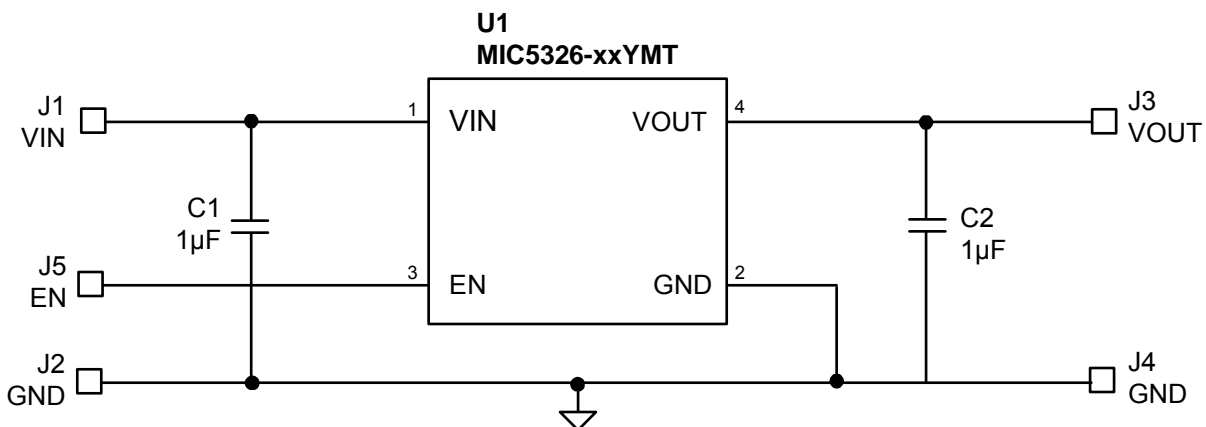 U1
MIC5326-xxYMT
J1
VIN
1
VIN
VOUT
4
J3
VOUT
C1
1µF
C2
1µF
J5
EN
3
EN
GND
2
J2
GND
J4
GND